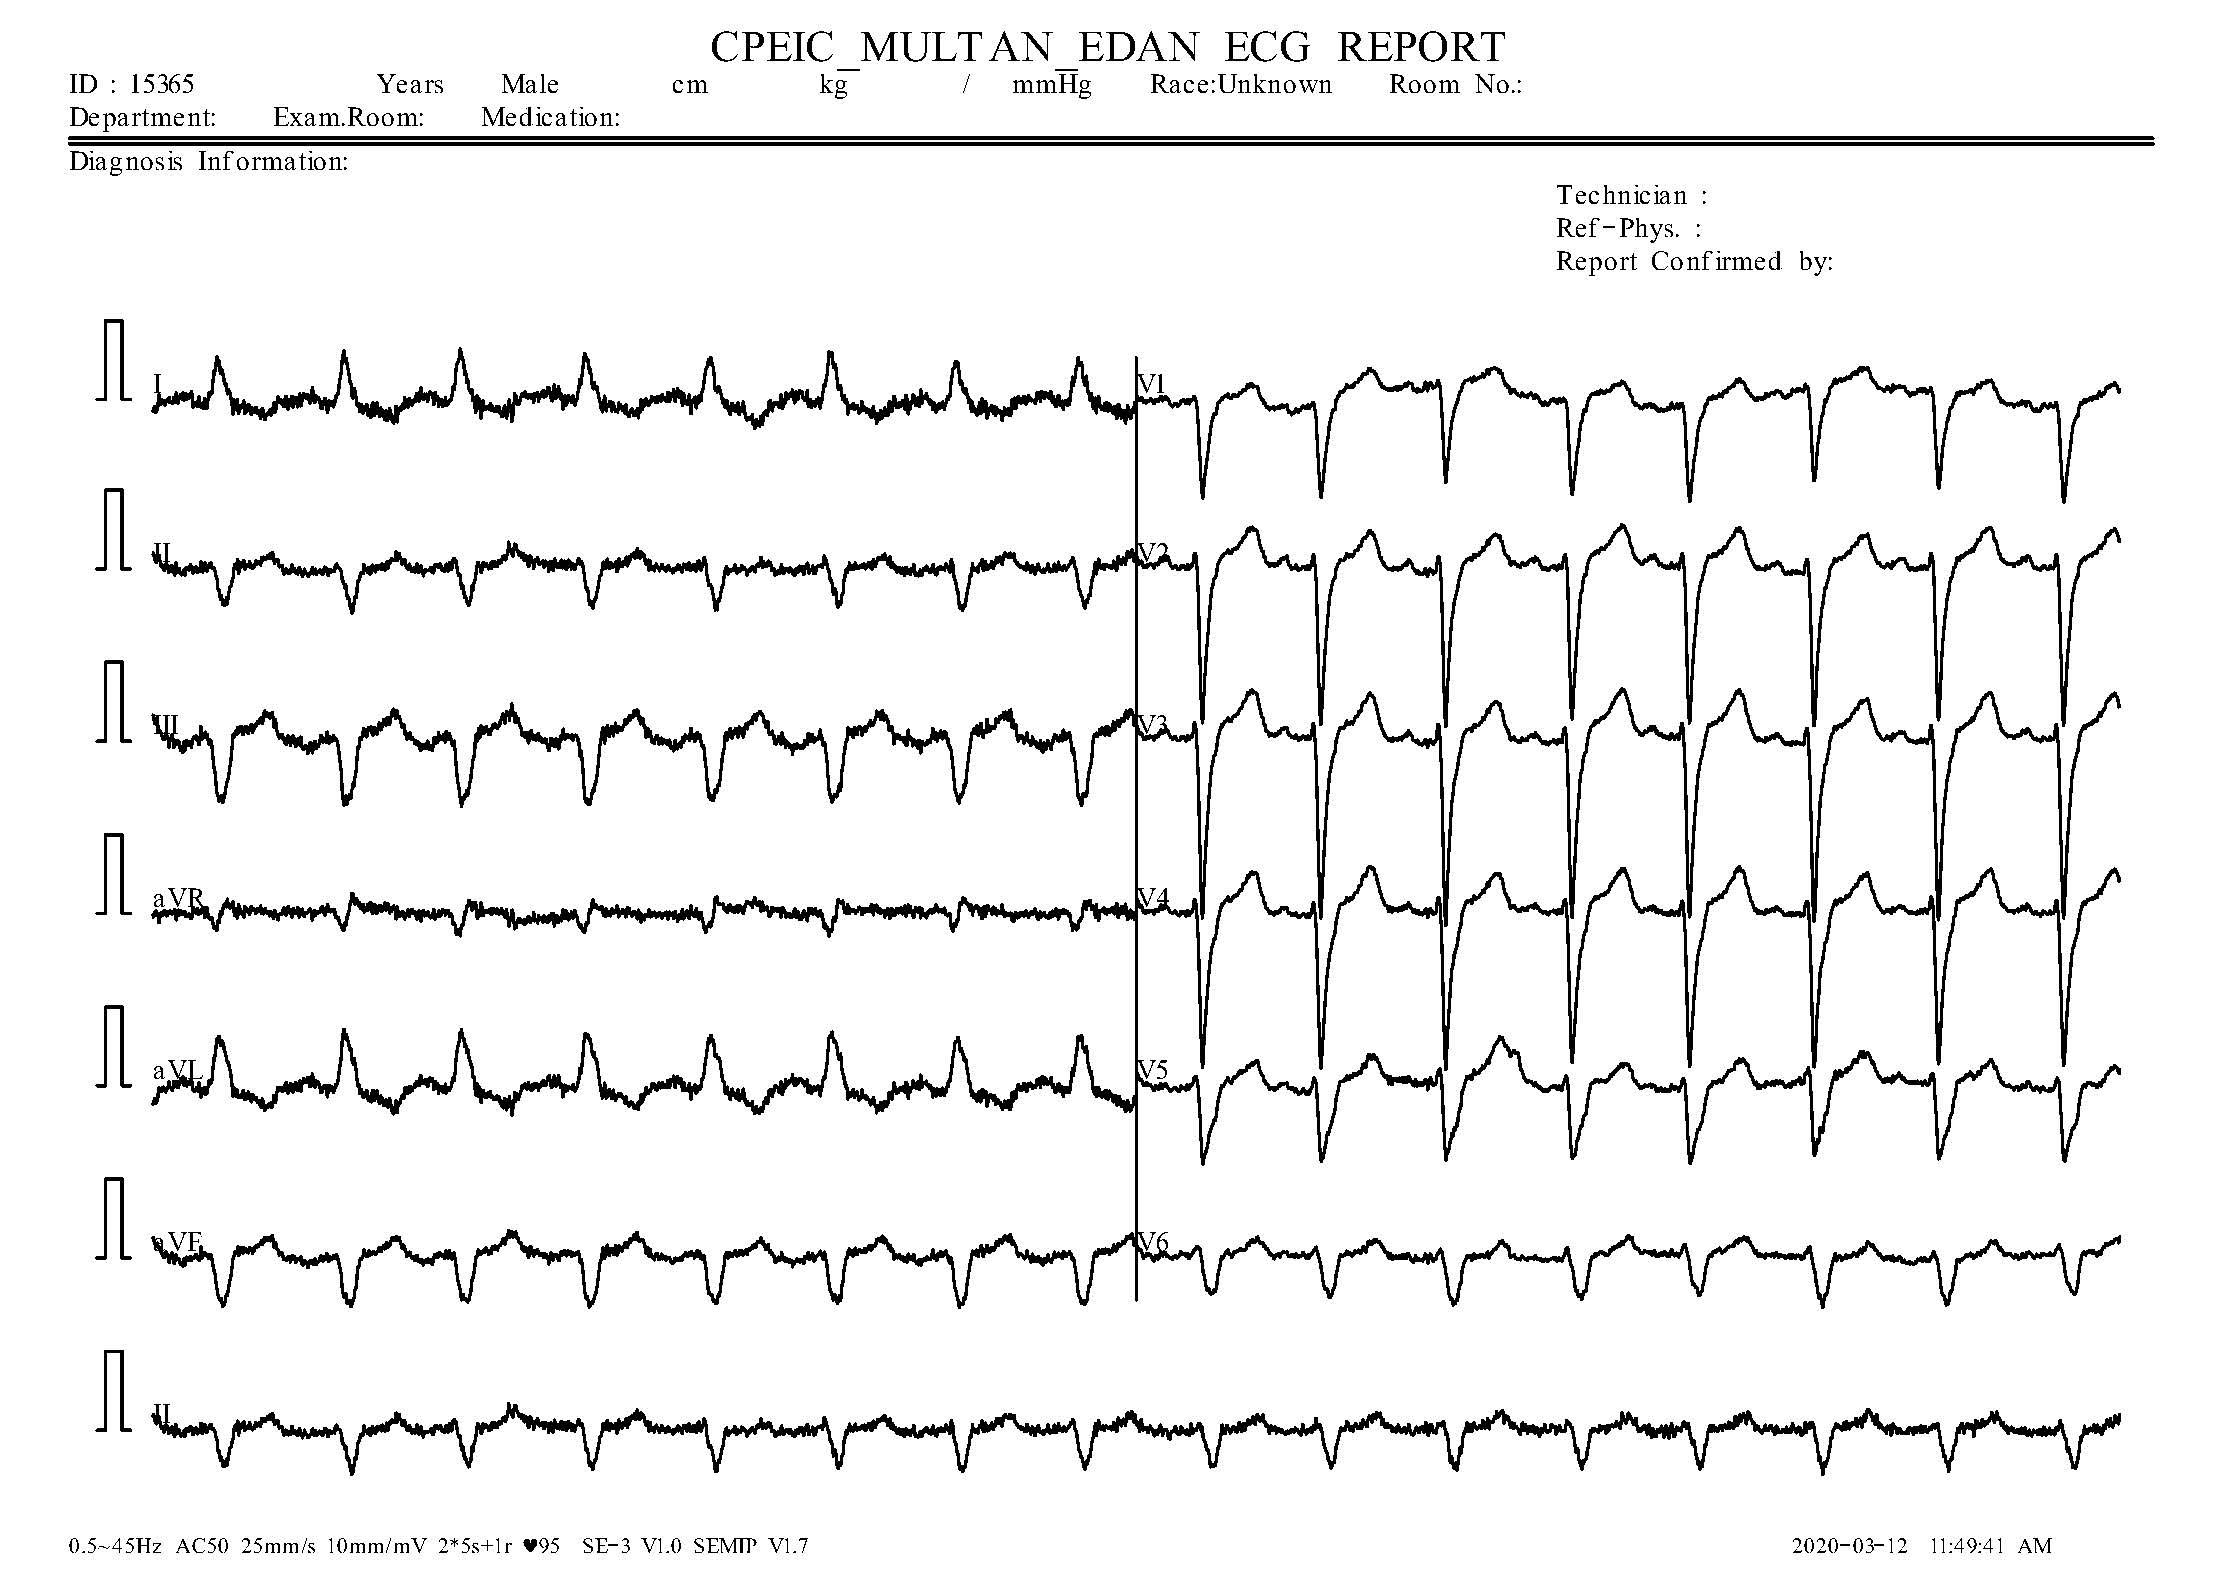 CPEIC_MULTAN_EDAN ECG REPORT
ID : 15365 Years Male cm kg / mmHg Race:Unknown Room No.:
Department: Exam.Room: Medication:
Diagnosis Information:
Technician :
Ref-Phys. :
Report Confirmed by:
I V1
II V2
III V3
aVR V4
aVL V5
aVF V6
II
0.5~45Hz AC50 25mm/s 10mm/mV 2*5s+1r ♥95 SE-3 V1.0 SEMIP V1.7 2020-03-12 11:49:41 AM